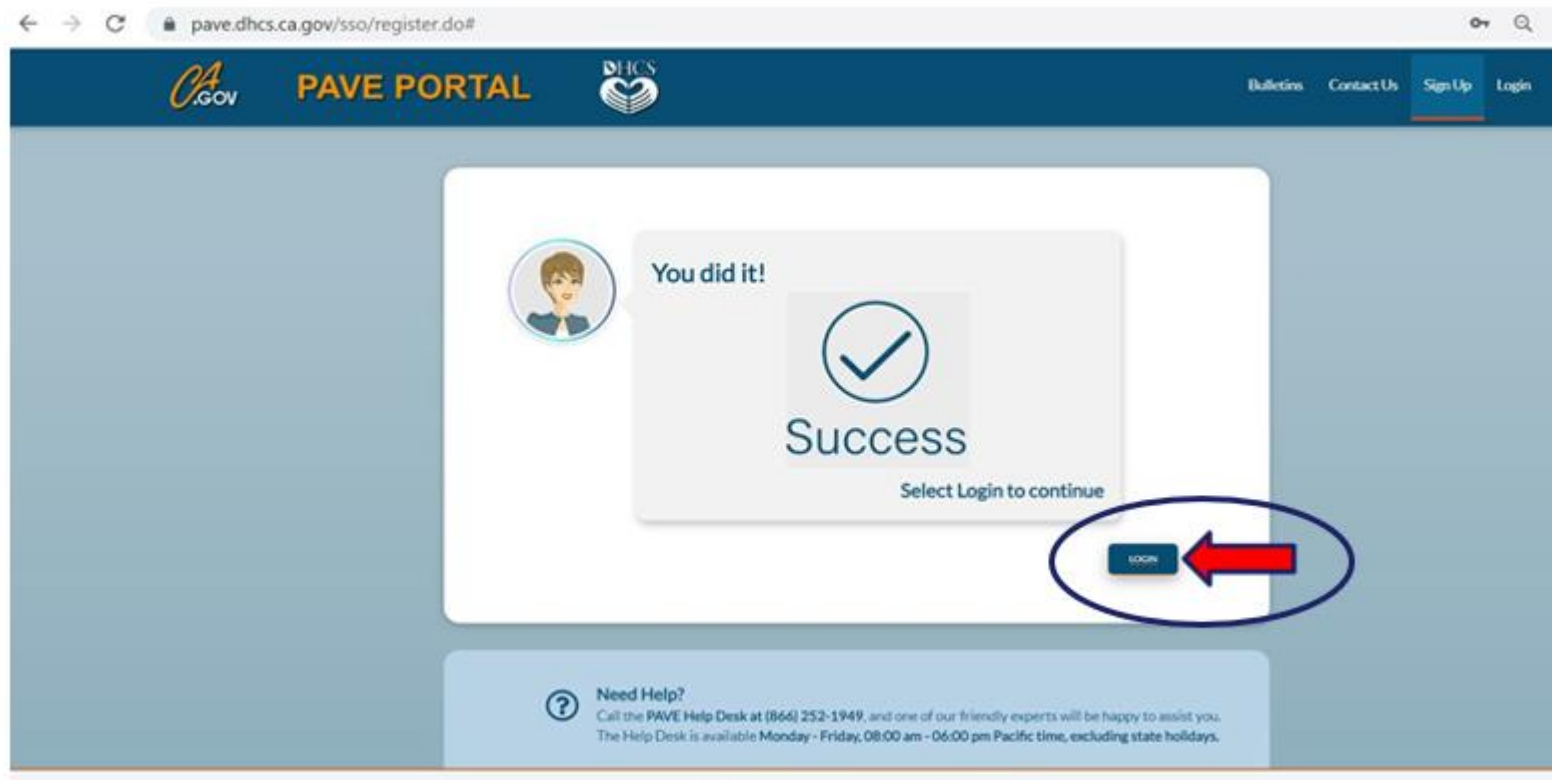 pave.dhcs.ca.gov/sso/register.do#
CA.GOV PAVE PORTAL DHCS Bulletins Contact Us Sign Up Login
You did it!
Success
Select Login to continue
LOGIN
Need Help?
Call the PAVE Help Desk at (866) 252-1949, and one of our friendly experts will be happy to assist you.
The Help Desk is available Monday - Friday, 08:00 am - 06:00 pm Pacific time, excluding state holidays.